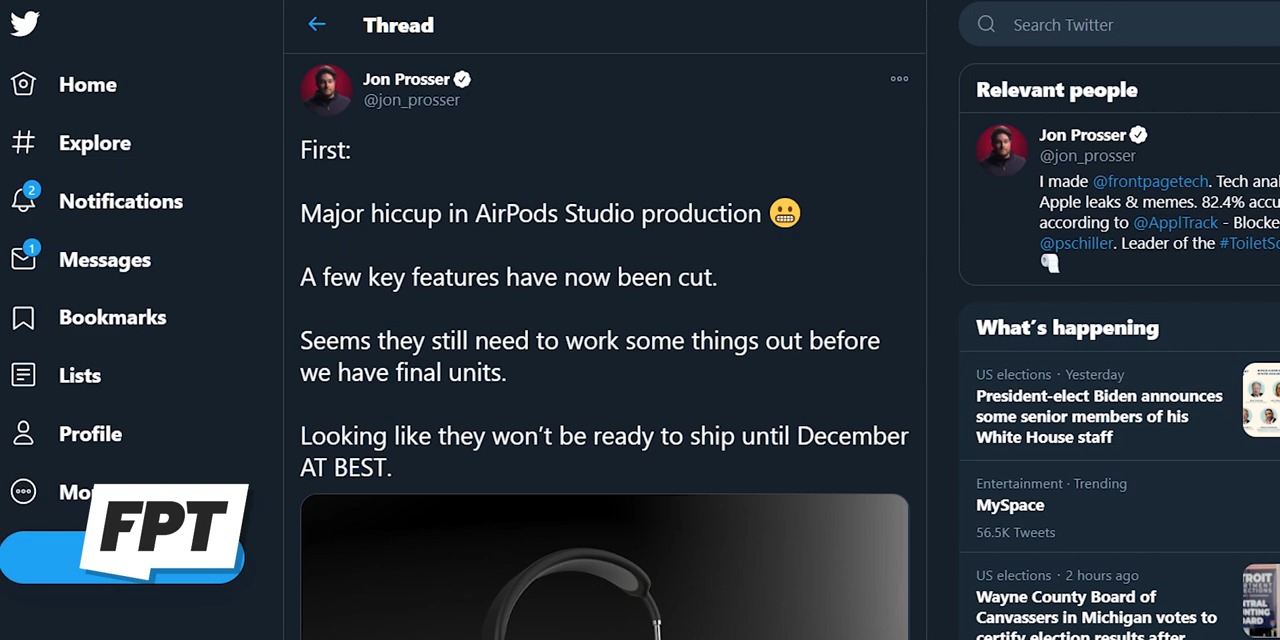 Home
Explore
2
Notifications
1
Messages
Bookmarks
Lists
Profile
FPT
Thread
Jon Prosser
@jon_prosser
First:
Major hiccup in AirPods Studio production 😬
A few key features have now been cut.
Seems they still need to work some things out before
we have final units.
Looking like they won't be ready to ship until December
AT BEST.
Search Twitter
Relevant people
Jon Prosser
@jon_prosser
I made @frontpagetech. Tech anal
Apple leaks & memes. 82.4% accu
according to @ApplTrack - Blocke
@pschiller. Leader of the #ToiletSc
🧻
What's happening
US elections · Yesterday
President-elect Biden announces
some senior members of his
White House staff
Entertainment · Trending
MySpace
56.5K Tweets
US elections · 2 hours ago
Wayne County Board of
Canvassers in Michigan votes to
certify election results after